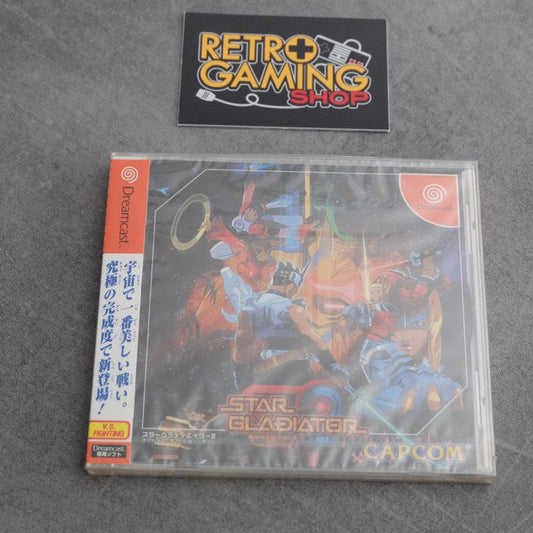 RETRO
GAMING
SHOP
Dreamcast
宇宙で一番美しい戦い。
究極の完成度で新登場!
V.S.
FIGHTING
Dreamcast
専用ソフト
STAR
GLADIATOR
スターグラディエイター2
CAPCOM